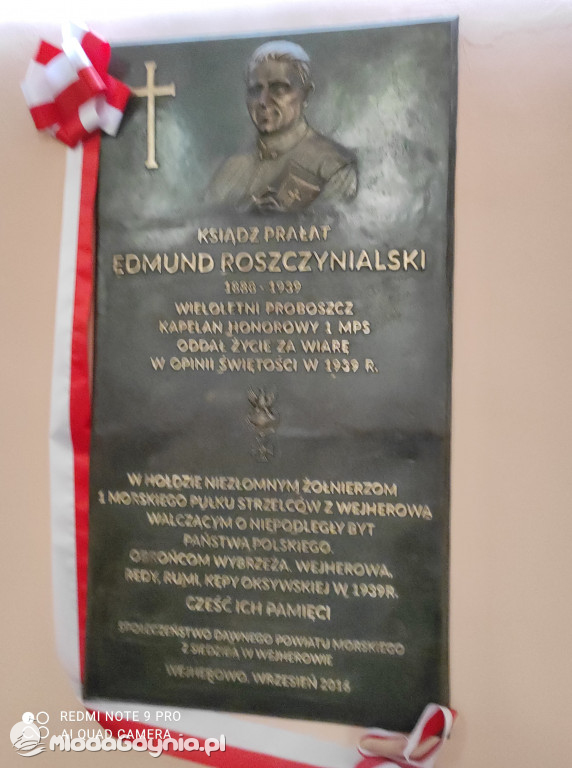 KSIĄDZ PRAŁAT
EDMUND ROSZCZYNIALSKI
1888 - 1939
WIELOLETNI PROBOSZCZ
KAPELAN HONOROWY 1 MPS
ODDAŁ ŻYCIE ZA WIARĘ
W OPINII ŚWIĘTOŚCI W 1939 R.
W HOŁDZIE NIEZŁOMNYM ŻOŁNIERZOM
1 MORSKIEGO PUŁKU STRZELCÓW Z WEJHEROWA
WALCZĄCYM O NIEPODLEGŁY BYT
PAŃSTWA POLSKIEGO.
OBROŃCOM WYBRZEŻA, WEJHEROWA,
REDY, RUMI, KĘPY OKSYWSKIEJ W 1939R.
CZEŚĆ ICH PAMIĘCI
SPOŁECZEŃSTWO DAWNEGO POWIATU MORSKIEGO
Z SIEDZIBĄ W WEJHEROWIE
WEJHEROWO, WRZESIEŃ 2018
REDMI NOTE 9 PRO
AI QUAD CAMERA
MlodaGdynia.pl